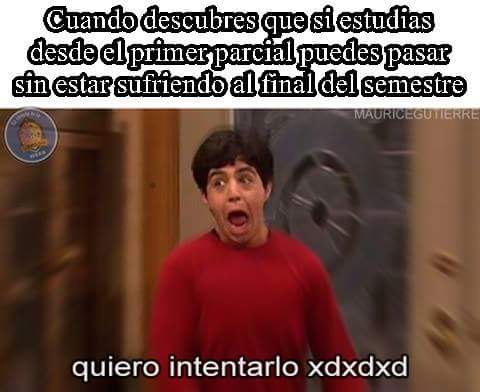 Cuando descubres que si estudias
desde el primer parcial puedes pasar
sin estar sufriendo al final del semestre
MAURICEGUTIERRE
quiero intentarlo xdxdxd